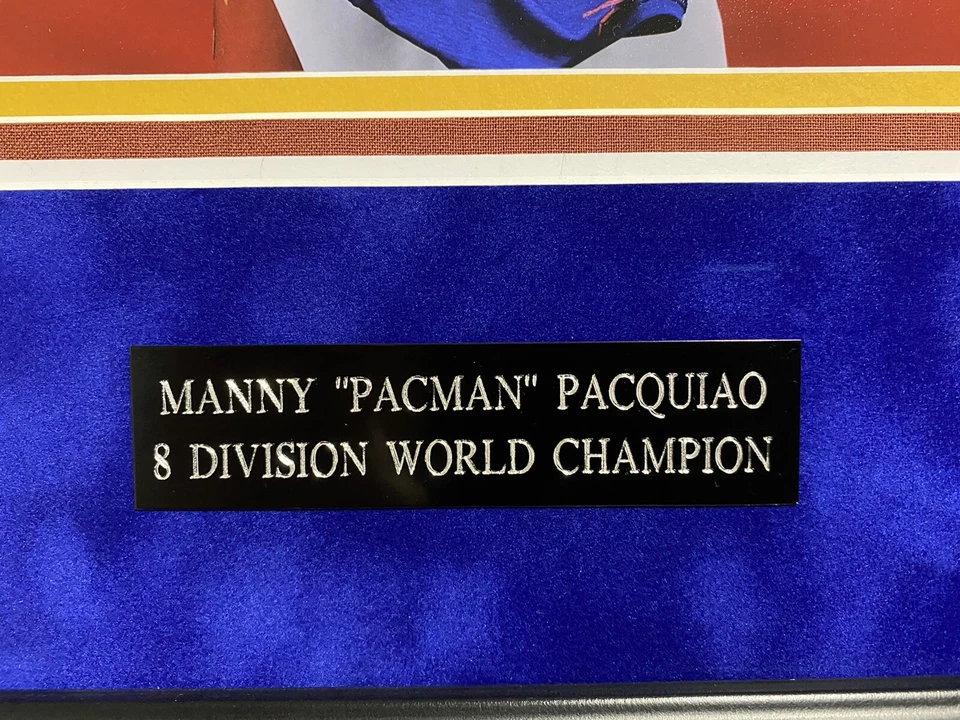 MANNY "PACMAN" PACQUIAO
8 DIVISION WORLD CHAMPION